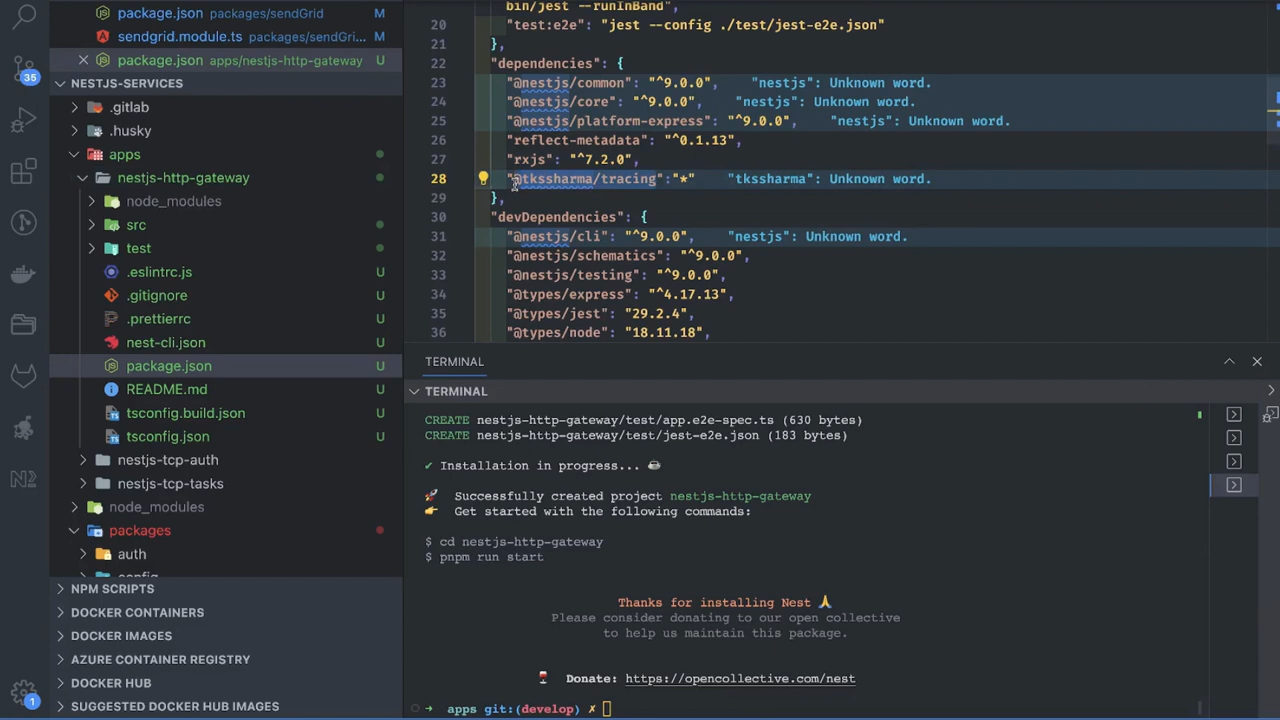 package.json packages/sendGrid M
sendgrid.module.ts packages/sendGri... M
package.json apps/nestjs-http-gateway U
35
NESTJS-SERVICES
.gitlab
.husky
apps
nestjs-http-gateway
node_modules
src U
test U
.eslintrc.js U
.gitignore U
.prettierrc U
nest-cli.json U
package.json U
README.md U
tsconfig.build.json U
tsconfig.json U
nestjs-tcp-auth
nestjs-tcp-tasks
node_modules
packages
auth
config
NPM SCRIPTS
DOCKER CONTAINERS
DOCKER IMAGES
AZURE CONTAINER REGISTRY
DOCKER HUB
SUGGESTED DOCKER HUB IMAGES
1
bin/jest --runInBand",
20 "test:e2e": "jest --config ./test/jest-e2e.json"
21 },
22 "dependencies": {
23 "@nestjs/common": "^9.0.0", "nestjs": Unknown word.
24 "@nestjs/core": "^9.0.0", "nestjs": Unknown word.
25 "@nestjs/platform-express": "^9.0.0", "nestjs": Unknown word.
26 "reflect-metadata": "^0.1.13",
27 "rxjs": "^7.2.0",
28 "@tkssharma/tracing":"*" "tkssharma": Unknown word.
29 },
30 "devDependencies": {
31 "@nestjs/cli": "^9.0.0", "nestjs": Unknown word.
32 "@nestjs/schematics": "^9.0.0",
33 "@nestjs/testing": "^9.0.0",
34 "@types/express": "^4.17.13",
35 "@types/jest": "29.2.4",
36 "@types/node": "18.11.18",
TERMINAL
TERMINAL
CREATE nestjs-http-gateway/test/app.e2e-spec.ts (630 bytes)
CREATE nestjs-http-gateway/test/jest-e2e.json (183 bytes)
✔ Installation in progress... ☕
🚀 Successfully created project nestjs-http-gateway
👉 Get started with the following commands:
$ cd nestjs-http-gateway
$ pnpm run start
Thanks for installing Nest 🙏
Please consider donating to our open collective
to help us maintain this package.
🍷 Donate: https://opencollective.com/nest
→ apps git:(develop) ✗